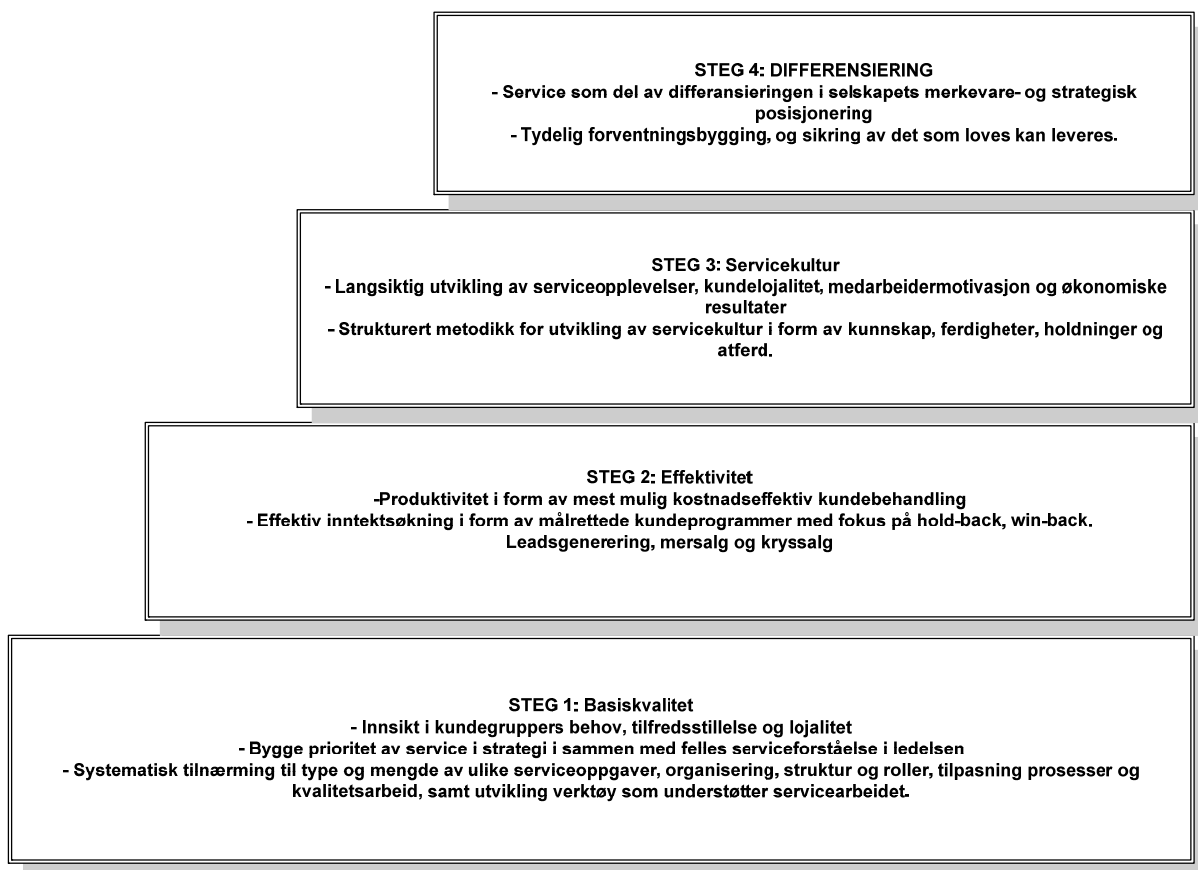 STEG 4: DIFFERENSIERING
- Service som del av differansieringen i selskapets merkevare- og strategisk
posisjonering
- Tydelig forventningsbygging, og sikring av det som loves kan leveres.
STEG 3: Servicekultur
- Langsiktig utvikling av serviceopplevelser, kundelojalitet, medarbeidermotivasjon og økonomiske
resultater
- Strukturert metodikk for utvikling av servicekultur i form av kunnskap, ferdigheter, holdninger og
atferd.
STEG 2: Effektivitet
-Produktivitet i form av mest mulig kostnadseffektiv kundebehandling
- Effektiv inntektsøkning i form av målrettede kundeprogrammer med fokus på hold-back, win-back.
Leadsgenerering, mersalg og kryssalg
STEG 1: Basiskvalitet
- Innsikt i kundegruppers behov, tilfredsstillelse og lojalitet
- Bygge prioritet av service i strategi i sammen med felles serviceforståelse i ledelsen
- Systematisk tilnærming til type og mengde av ulike serviceoppgaver, organisering, struktur og roller, tilpasning prosesser og
kvalitetsarbeid, samt utvikling verktøy som understøtter servicearbeidet.